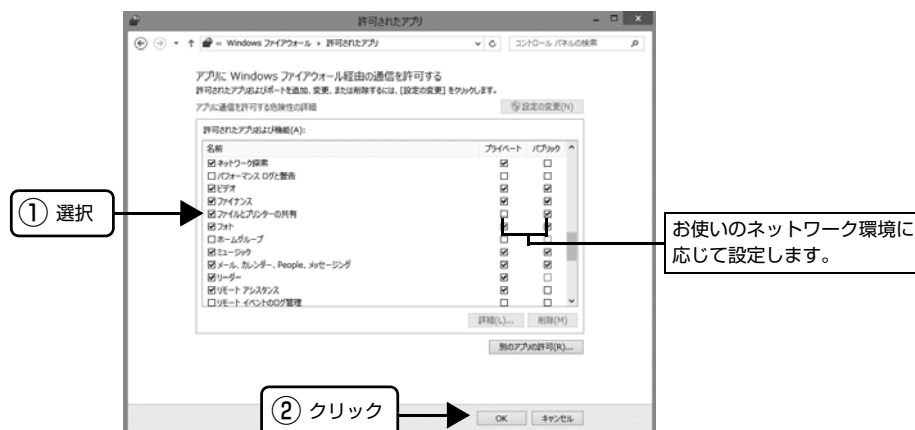 許可されたアプリ
« Windows ファイアウォール ▸ 許可されたアプリ
コントロール パネルの検索
アプリに Windows ファイアウォール経由の通信を許可する
許可されたアプリおよびポートを追加、変更、または削除するには、[設定の変更] をクリックします。
アプリに通信を許可する危険性の詳細
設定の変更(N)
許可されたアプリおよび機能(A):
名前 プライベート パブリック
ネットワーク探索
パフォーマンス ログと警告
ビデオ
ファイナンス
ファイルとプリンターの共有
フォト
ホームグループ
ミュージック
メール、カレンダー、People、メッセージング
リーダー
リモート アシスタンス
リモート イベントのログ管理
詳細(L)... 削除(M)
別のアプリの許可(R)...
OK キャンセル
① 選択
② クリック
お使いのネットワーク環境に
応じて設定します。